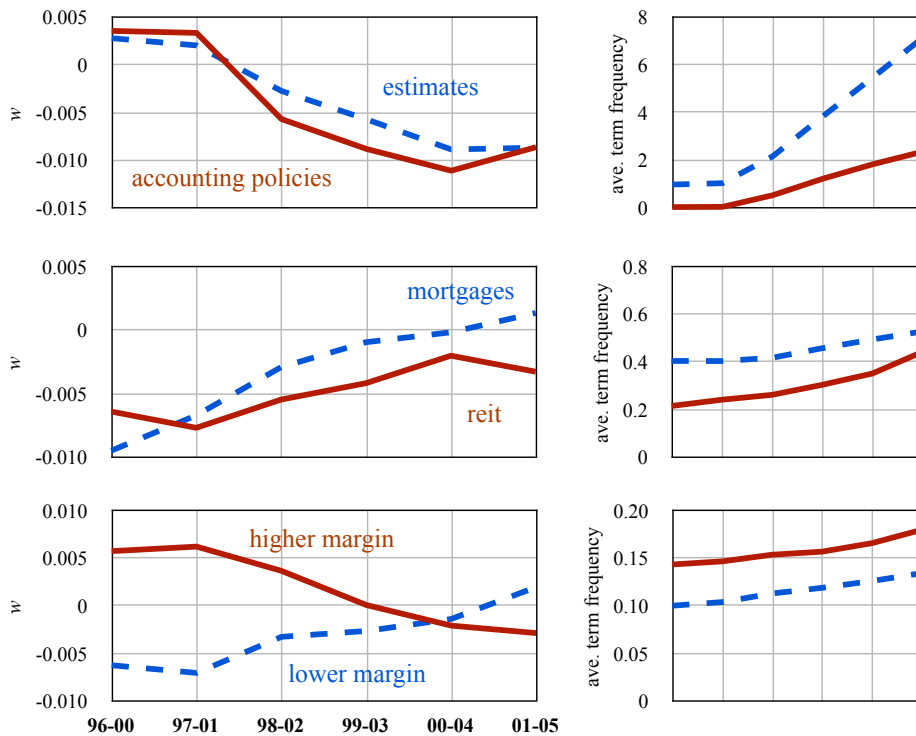 0.005
0
-0.005
-0.010
-0.015
w
estimates
accounting policies
8
6
4
2
0
ave. term frequency
0.005
0
-0.005
-0.010
w
mortgages
reit
0.8
0.6
0.4
0.2
0
ave. term frequency
0.010
0.005
0
-0.005
-0.010
w
higher margin
lower margin
96-00 97-01 98-02 99-03 00-04 01-05
0.20
0.15
0.10
0.05
0
ave. term frequency